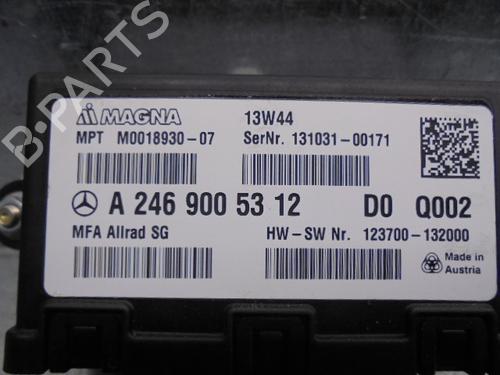 MAGNA 13W44
MPT M0018930-07 SerNr. 131031-00171
A 246 900 53 12 D0 Q002
MFA Allrad SG HW-SW Nr. 123700-132000
Made in
Austria
B-PARTS